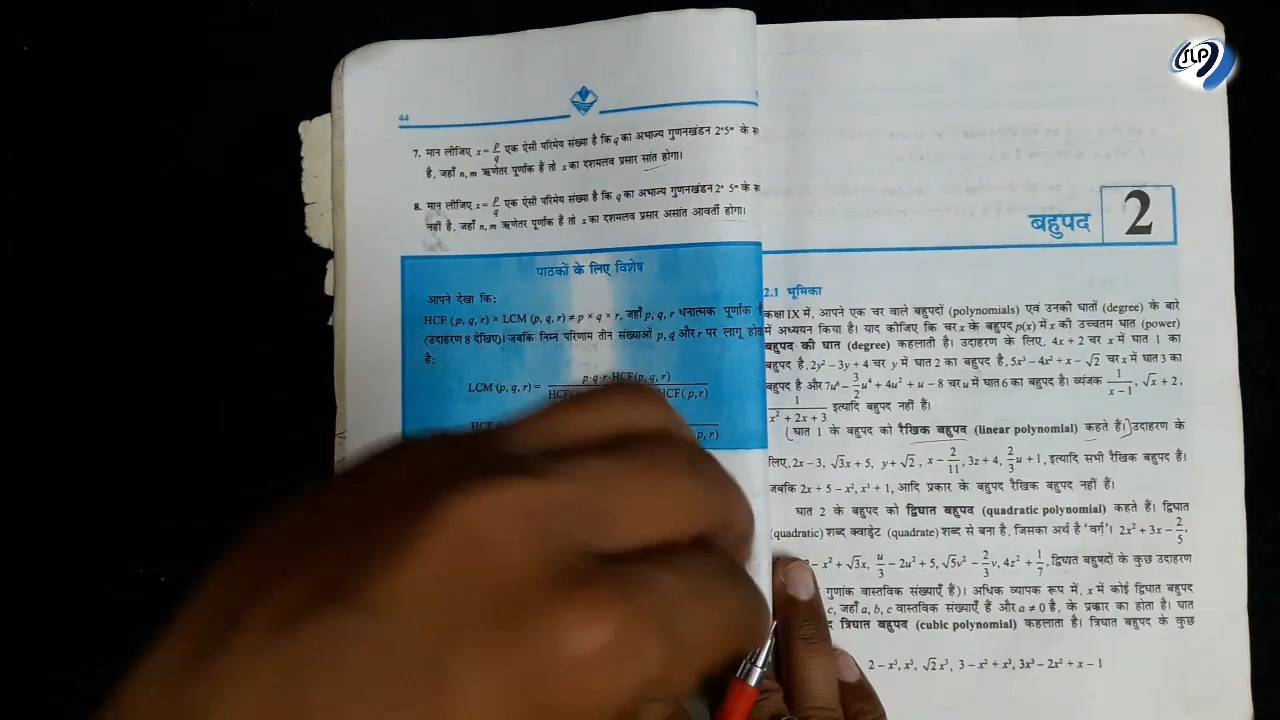 SLP
44
7. मान लीजिए x = p/q एक ऐसी परिमेय संख्या है कि q का अभाज्य गुणनखंडन 2ⁿ5ᵐ के
है, जहाँ n, m ऋणेतर पूर्णांक हैं तो x का दशमलव प्रसार सांत होगा।
8. मान लीजिए x = p/q एक ऐसी परिमेय संख्या है कि q का अभाज्य गुणनखंडन 2ⁿ 5ᵐ के
नहीं है, जहाँ n, m ऋणेतर पूर्णांक हैं तो x का दशमलव प्रसार असांत आवर्ती होगा।
पाठकों के लिए विशेष
आपने देखा कि:
HCF (p, q, r) × LCM (p, q, r) ≠ p × q × r, जहाँ p, q, r धनात्मक पूर्णांक
(उदाहरण 8 देखिए)। जबकि निम्न परिणाम तीन संख्याओं p, q और r पर लागू
है:
LCM (p, q, r) = p·q·r·HCF(p, q, r)
HCF HCF(p, r)
HCF p, r)
बहुपद 2
2.1 भूमिका
कक्षा IX में, आपने एक चर वाले बहुपदों (polynomials) एवं उनकी घातों (degree) के बारे
में अध्ययन किया है। याद कीजिए कि चर x के बहुपद p(x) में x की उच्चतम घात (power)
बहुपद की घात (degree) कहलाती है। उदाहरण के लिए, 4x + 2 चर x में घात 1 का
बहुपद है, 2y² – 3y + 4 चर y में घात 2 का बहुपद है, 5x³ – 4x² + x – √2 चर x में घात 3 का
बहुपद है और 7u⁶ – 3/2 u⁴ + 4u² + u – 8 चर u में घात 6 का बहुपद है। व्यंजक 1/(x – 1), √x + 2,
1/(x² + 2x + 3) इत्यादि बहुपद नहीं हैं।
घात 1 के बहुपद को रैखिक बहुपद (linear polynomial) कहते हैं। उदाहरण के
लिए, 2x – 3, √3x + 5, y + √2, x – 2/11, 3z + 4, 2/3 u + 1, इत्यादि सभी रैखिक बहुपद हैं।
जबकि 2x + 5 – x², x³ + 1, आदि प्रकार के बहुपद रैखिक बहुपद नहीं हैं।
घात 2 के बहुपद को द्विघात बहुपद (quadratic polynomial) कहते हैं। द्विघात
(quadratic) शब्द क्वाड्रेट (quadrate) शब्द से बना है, जिसका अर्थ है 'वर्ग'। 2x² + 3x – 2/5,
– x² + √3x, u/3 – 2u² + 5, √5v² – 2/3 v, 4z² + 1/7, द्विघात बहुपदों के कुछ उदाहरण
गुणांक वास्तविक संख्याएँ हैं)। अधिक व्यापक रूप में, x में कोई द्विघात बहुपद
c, जहाँ a, b, c वास्तविक संख्याएँ हैं और a ≠ 0 है, के प्रकार का होता है। घात
त्रिघात बहुपद (cubic polynomial) कहलाता है। त्रिघात बहुपद के कुछ
2 – x³, x³, √2 x³, 3 – x² + x³, 3x³ – 2x² + x – 1